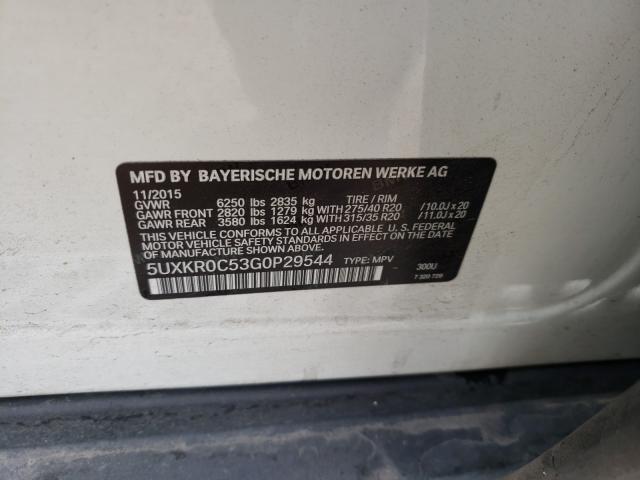 MFD BY BAYERISCHE MOTOREN WERKE AG
11/2015 TIRE / RIM
GVWR 6250 lbs 2835 kg
GAWR FRONT 2820 lbs 1279 kg WITH 275/40 R20 /10.0J x 20
GAWR REAR 3580 lbs 1624 kg WITH 315/35 R20 /11.0J x 20
THIS VEHICLE CONFORMS TO ALL APPLICABLE U. S. FEDERAL
MOTOR VEHICLE SAFETY STANDARDS IN EFFECT ON THE DATE OF
MANUFACTURE SHOWN ABOVE.
5UXKR0C53G0P29544 TYPE: MPV 300U
7 320 729